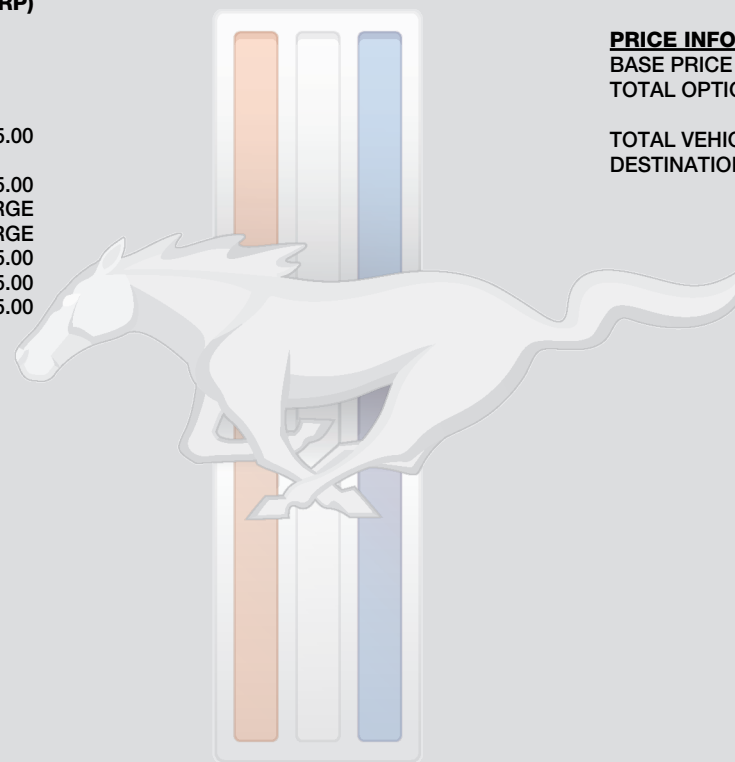 RP)
5.00
5.00
RGE
RGE
5.00
5.00
5.00
PRICE INFO
BASE PRICE
TOTAL OPTIO
TOTAL VEHIC
DESTINATION